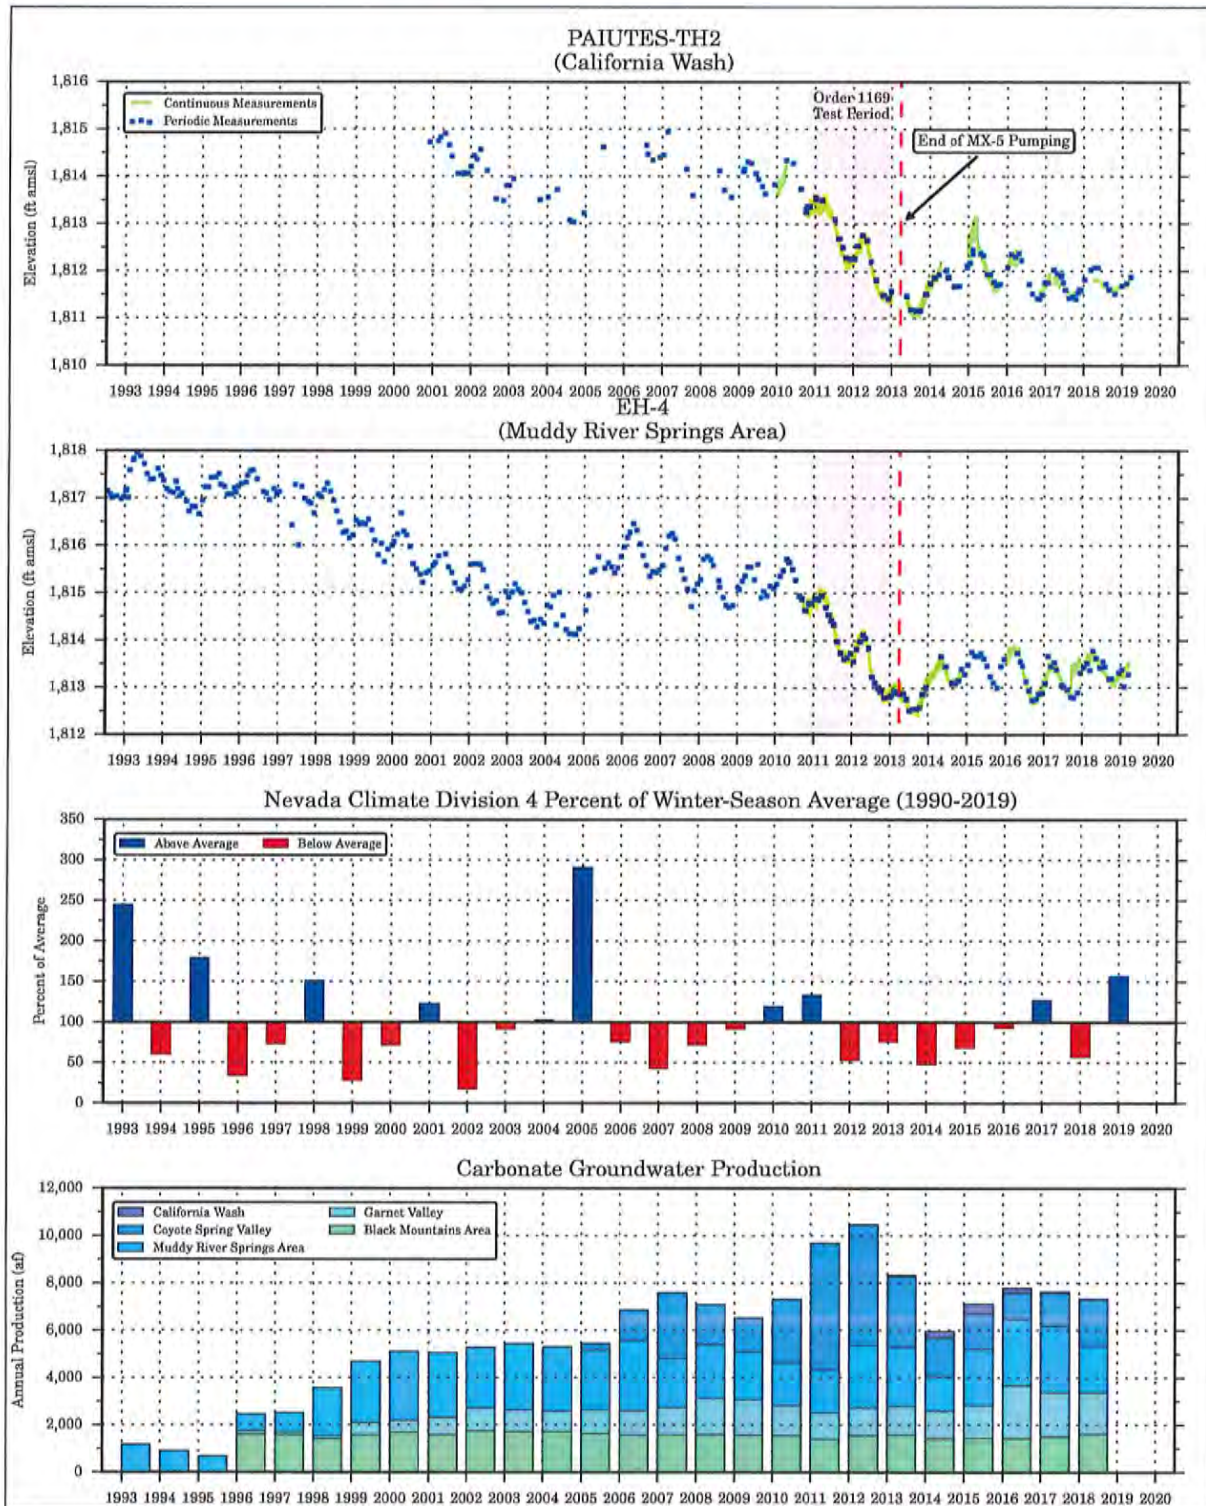 PAIUTES-TH2
(California Wash)
1,816
1,815
1,814
1,813
1,812
1,811
1,810
Elevation (ft amsl)
Continuous Measurements
Periodic Measurements
Order 1169
Test Period
End of MX-5 Pumping
1993 1994 1995 1996 1997 1998 1999 2000 2001 2002 2003 2004 2005 2006 2007 2008 2009 2010 2011 2012 2013 2014 2015 2016 2017 2018 2019 2020
EH-4
(Muddy River Springs Area)
1,818
1,817
1,816
1,815
1,814
1,813
1,812
Elevation (ft amsl)
1993 1994 1995 1996 1997 1998 1999 2000 2001 2002 2003 2004 2005 2006 2007 2008 2009 2010 2011 2012 2013 2014 2015 2016 2017 2018 2019 2020
Nevada Climate Division 4 Percent of Winter-Season Average (1990-2019)
350
300
250
200
150
100
50
0
Percent of Average
Above Average
Below Average
1993 1994 1995 1996 1997 1998 1999 2000 2001 2002 2003 2004 2005 2006 2007 2008 2009 2010 2011 2012 2013 2014 2015 2016 2017 2018 2019 2020
Carbonate Groundwater Production
12,000
10,000
8,000
6,000
4,000
2,000
0
Annual Production (af)
California Wash
Coyote Spring Valley
Muddy River Springs Area
Garnet Valley
Black Mountains Area
1993 1994 1995 1996 1997 1998 1999 2000 2001 2002 2003 2004 2005 2006 2007 2008 2009 2010 2011 2012 2013 2014 2015 2016 2017 2018 2019 2020